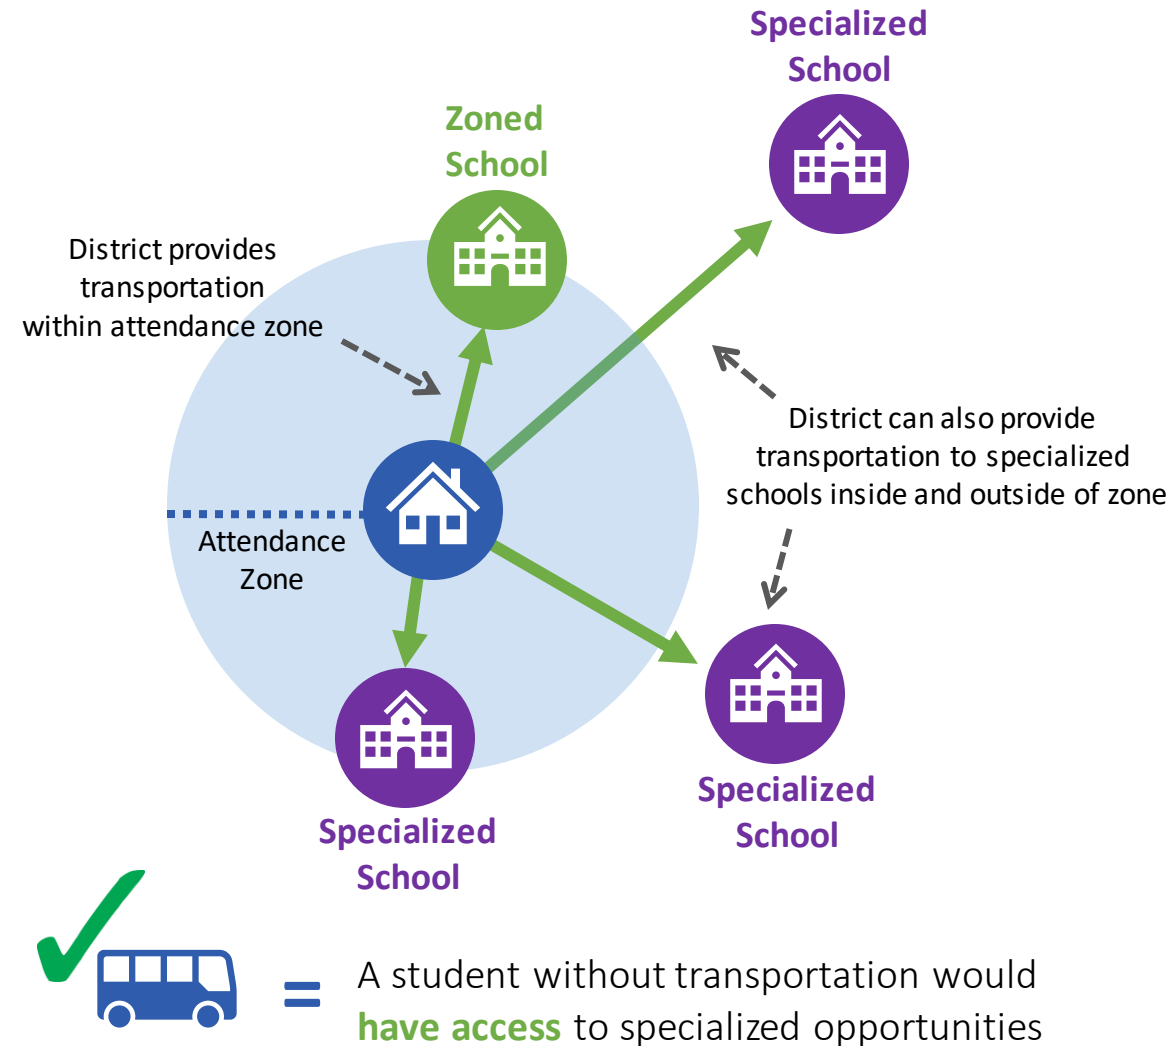 Specialized
School
Zoned
School
District provides
transportation
within attendance zone
District can also provide
transportation to specialized
schools inside and outside of zone
Attendance
Zone
Specialized
School
Specialized
School
= A student without transportation would
have access to specialized opportunities